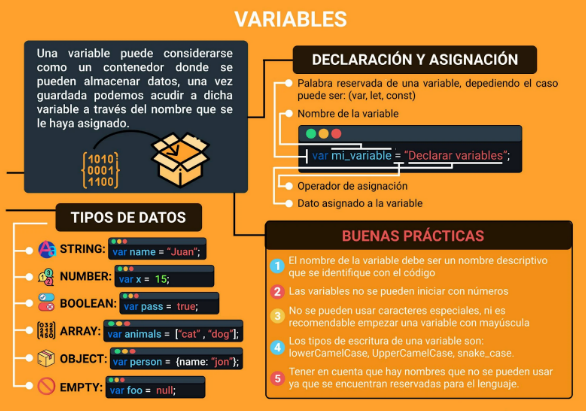 VARIABLES
Una variable puede considerarse
como un contenedor donde se
pueden almacenar datos, una vez
guardada podemos acudir a dicha
variable a través del nombre que se
le haya asignado.
{1010
0001
1100}
DECLARACIÓN Y ASIGNACIÓN
Palabra reservada de una variable, depediendo el caso
puede ser: (var, let, const)
Nombre de la variable
var mi_variable = "Declarar variables";
Operador de asignación
Dato asignado a la variable
TIPOS DE DATOS
STRING: var name = "Juan";
NUMBER: var x = 15;
BOOLEAN: var pass = true;
ARRAY: var animals = ["cat" , "dog"];
OBJECT: var person = {name: "jon"};
EMPTY: var foo = null;
BUENAS PRÁCTICAS
1 El nombre de la variable debe ser un nombre descriptivo
que se identifique con el código
2 Las variables no se pueden iniciar con números
3 No se pueden usar caracteres especiales, ni es
recomendable empezar una variable con mayúscula
4 Los tipos de escritura de una variable son:
lowerCamelCase, UpperCamelCase, snake_case.
5 Tener en cuenta que hay nombres que no se pueden usar
ya que se encuentran reservadas para el lenguaje.